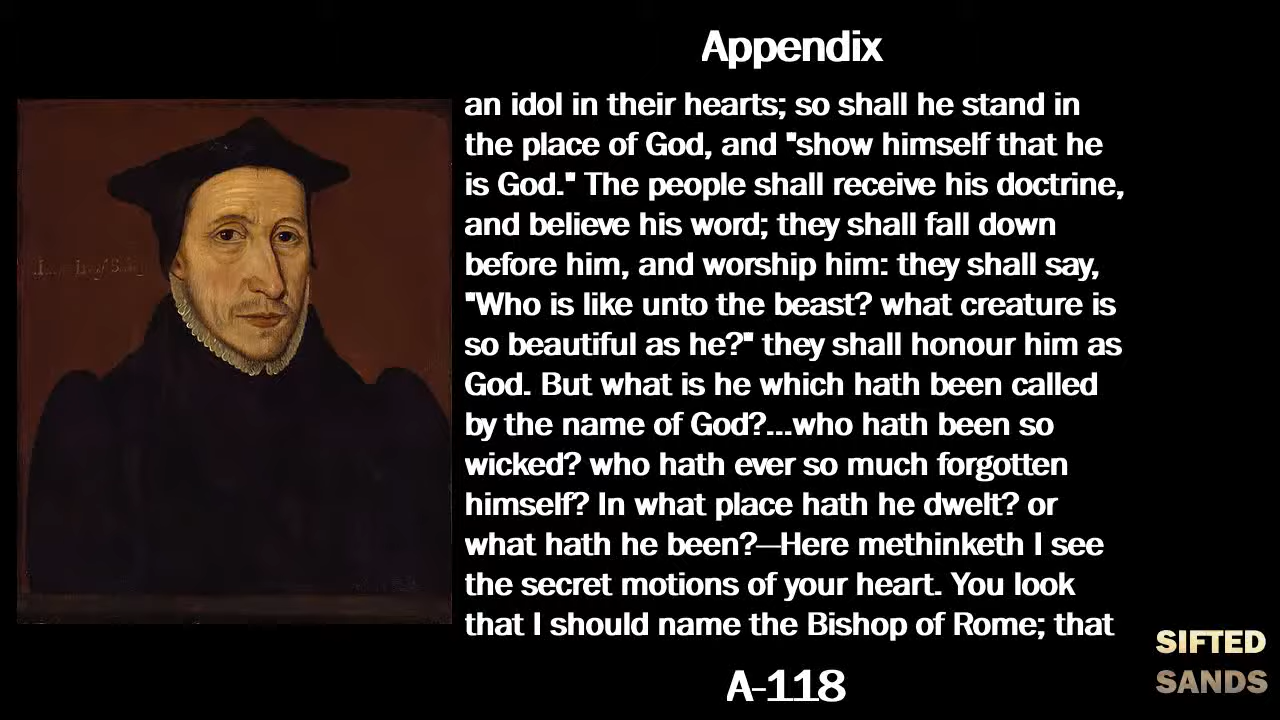 Appendix
an idol in their hearts; so shall he stand in
the place of God, and "show himself that he
is God." The people shall receive his doctrine,
and believe his word; they shall fall down
before him, and worship him: they shall say,
"Who is like unto the beast? what creature is
so beautiful as he?" they shall honour him as
God. But what is he which hath been called
by the name of God?...who hath been so
wicked? who hath ever so much forgotten
himself? In what place hath he dwelt? or
what hath he been?—Here methinketh I see
the secret motions of your heart. You look
that I should name the Bishop of Rome; that
A-118
SIFTED
SANDS